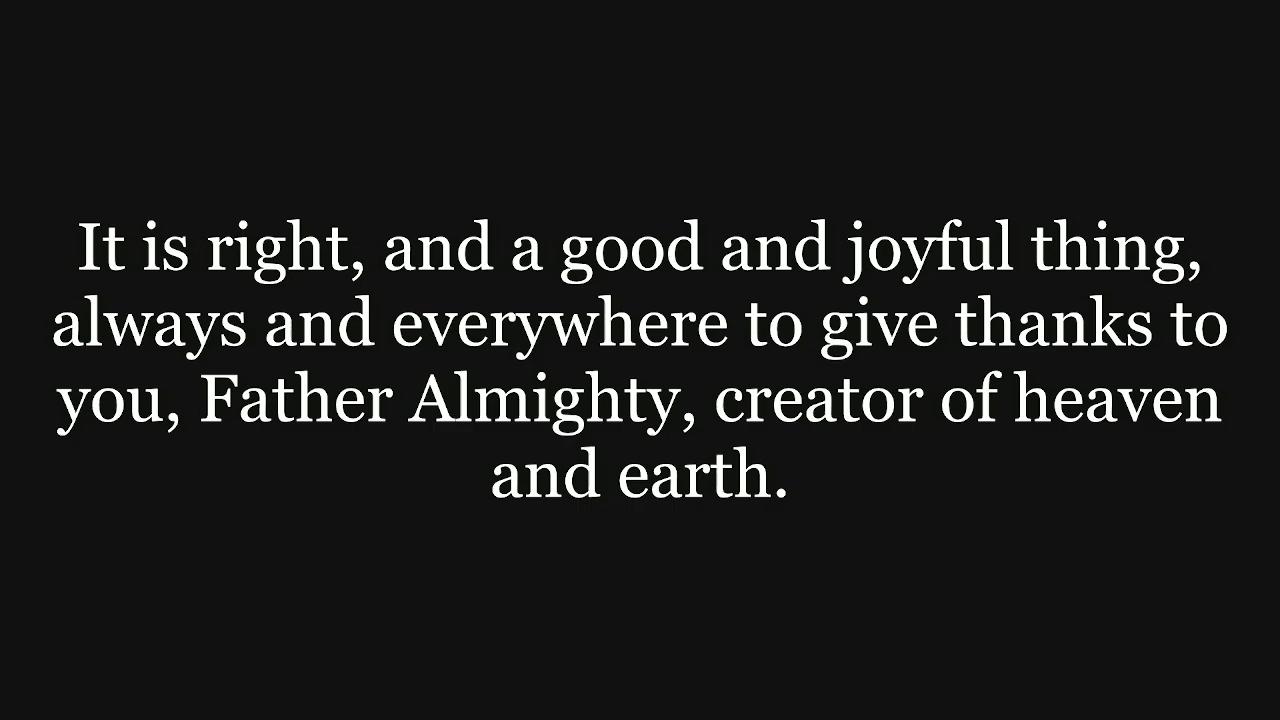 It is right, and a good and joyful thing,
always and everywhere to give thanks to
you, Father Almighty, creator of heaven
and earth.